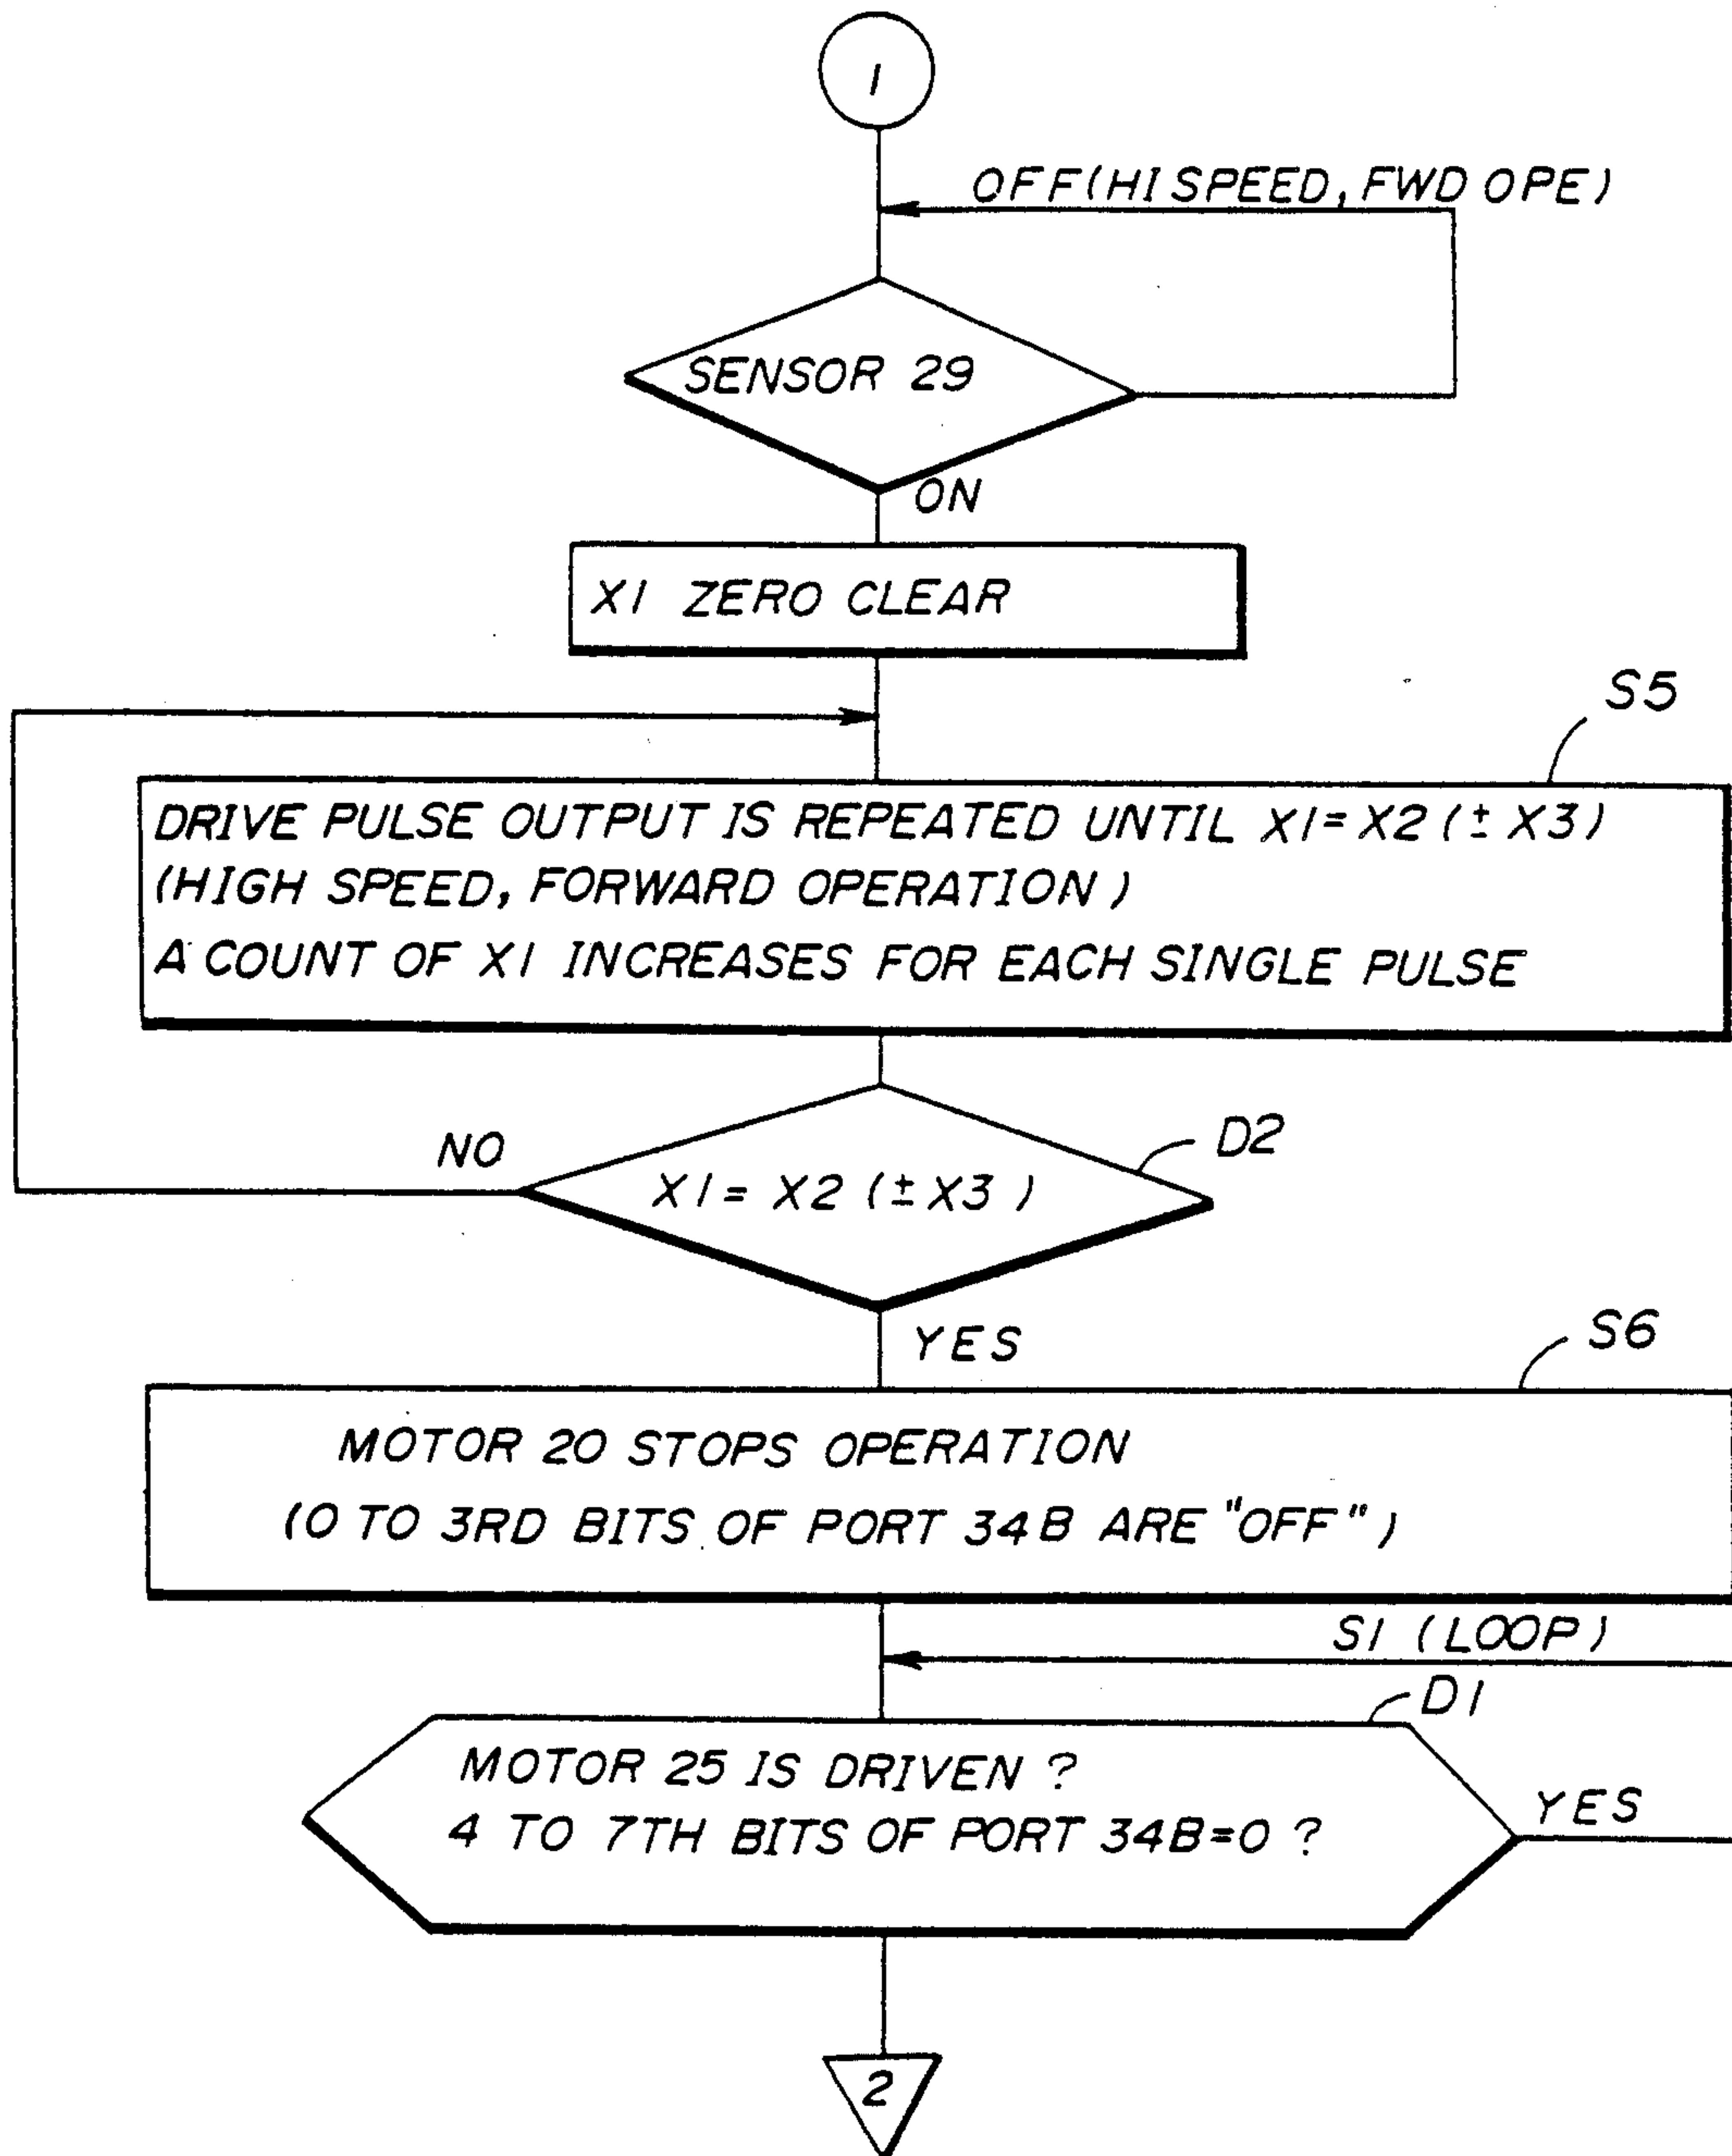 1
OFF(HI SPEED, FWD OPE)
SENSOR 29
ON
X1 ZERO CLEAR
S5
DRIVE PULSE OUTPUT IS REPEATED UNTIL X1=X2 (± X3)
(HIGH SPEED, FORWARD OPERATION)
A COUNT OF X1 INCREASES FOR EACH SINGLE PULSE
NO
D2
X1= X2 (± X3)
YES
S6
MOTOR 20 STOPS OPERATION
(0 TO 3RD BITS OF PORT 34B ARE "OFF")
S1 (LOOP)
D1
MOTOR 25 IS DRIVEN ?
4 TO 7TH BITS OF PORT 34B=0 ?
YES
2